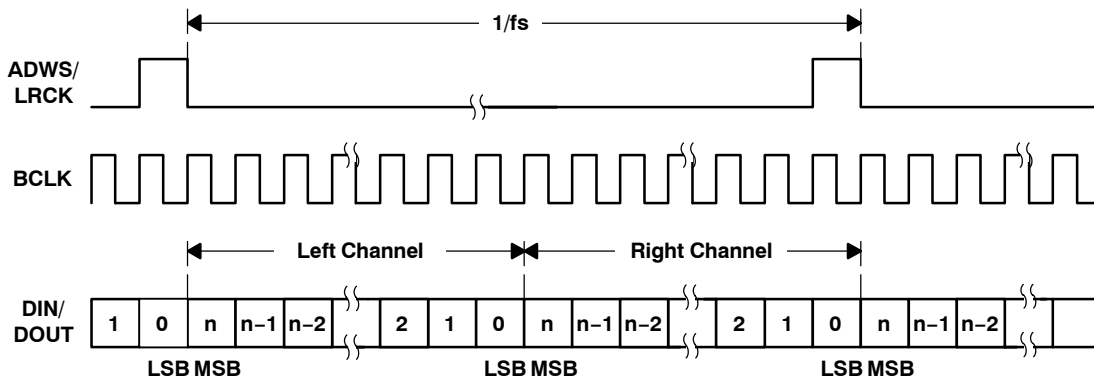 1/fs
ADWS/
LRCK
BCLK
Left Channel Right Channel
DIN/
DOUT
1 0 n n−1 n−2 2 1 0 n n−1 n−2 2 1 0 n n−1 n−2
LSB MSB LSB MSB LSB MSB